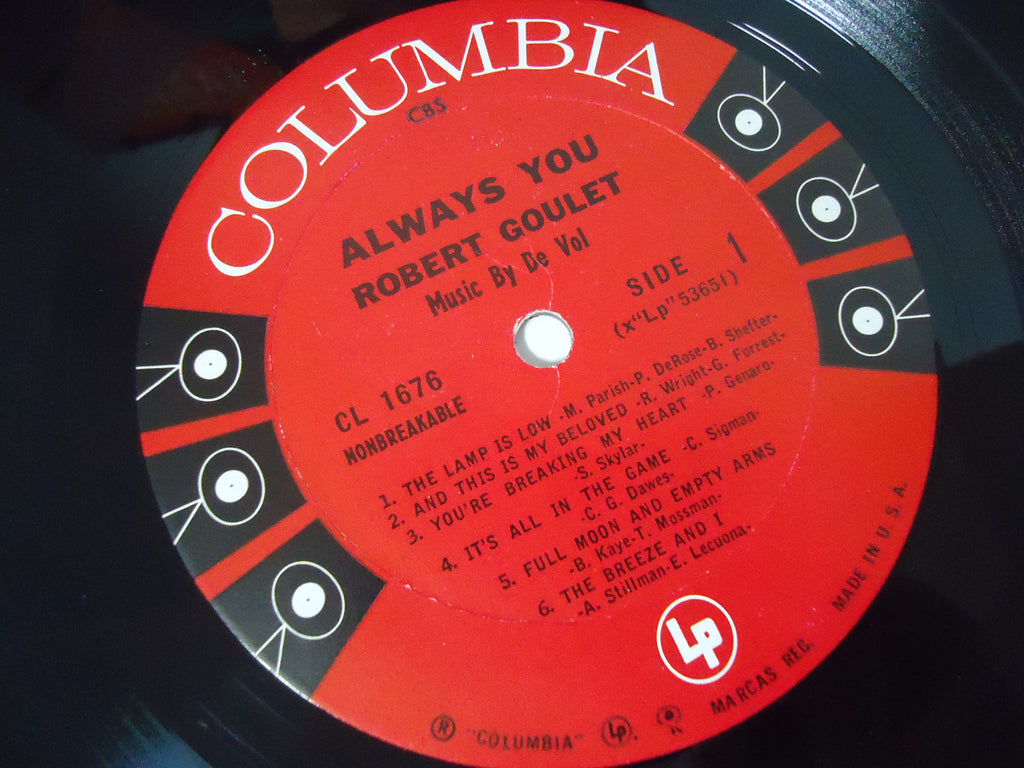 COLUMBIA
CBS
ALWAYS YOU
ROBERT GOULET
Music By De Vol
SIDE 1
(x"Lp"53651)
CL 1676
NONBREAKABLE
1. THE LAMP IS LOW -M. Parish-P. DeRose-B. Shefter-
2. AND THIS IS MY BELOVED -R. Wright-G. Forrest-
3. YOU'RE BREAKING MY HEART -P. Genaro-
-S. Skylar-
4. IT'S ALL IN THE GAME -C. Sigman-
-C. G. Dawes-
5. FULL MOON AND EMPTY ARMS
-B. Kaye-T. Mossman-
6. THE BREEZE AND I
-A. Stillman-E. Lecuona-
LP
® "COLUMBIA" Lp MARCAS REG. MADE IN U. S. A.